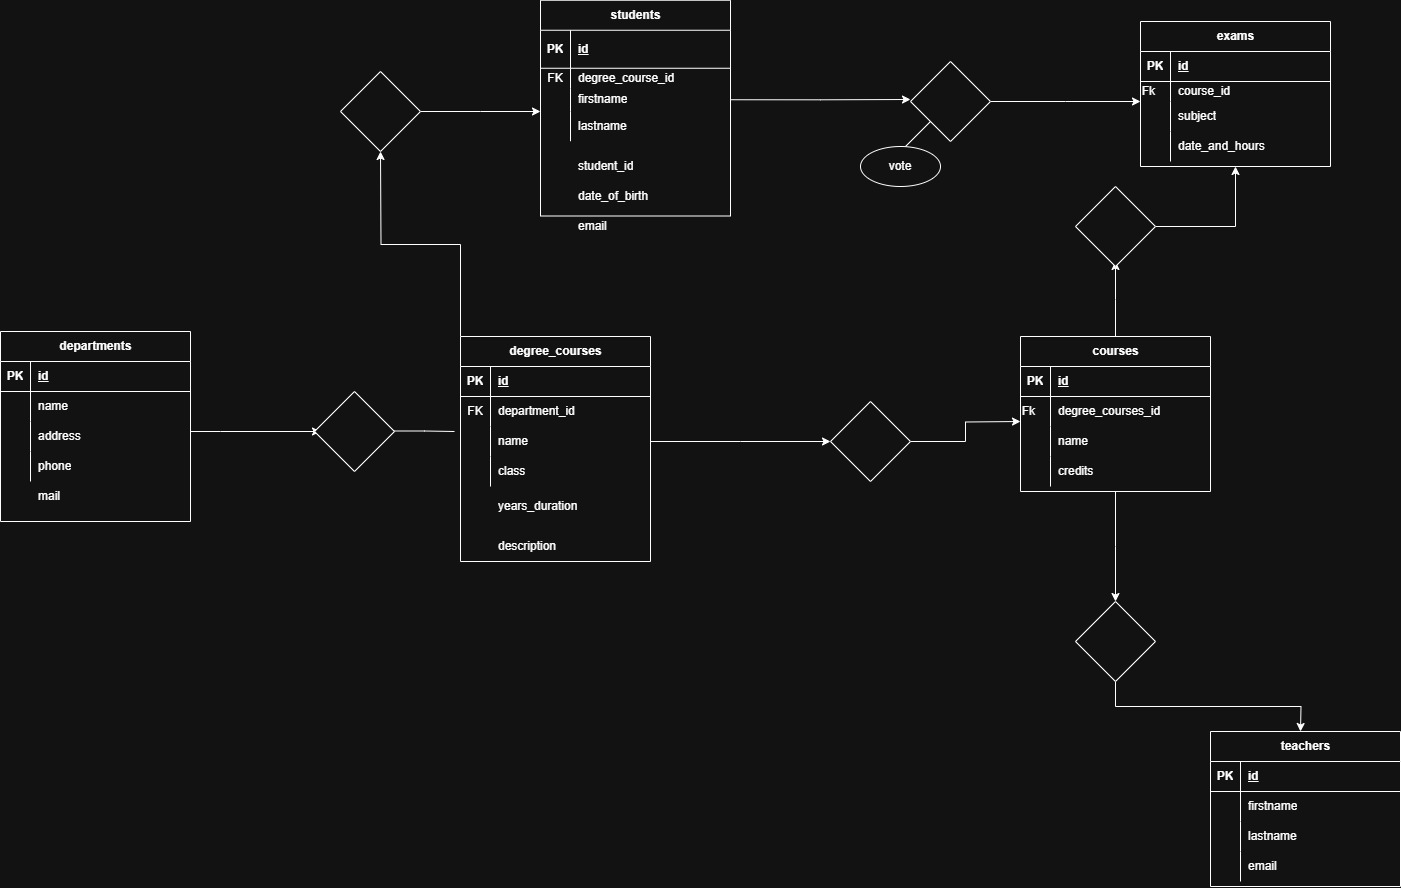 students
PK id
FK degree_course_id
firstname
lastname
student_id
date_of_birth
email
vote
exams
PK id
Fk course_id
subject
date_and_hours
departments
PK id
name
address
phone
mail
degree_courses
PK id
FK department_id
name
class
years_duration
description
courses
PK id
Fk degree_courses_id
name
credits
teachers
PK id
firstname
lastname
email